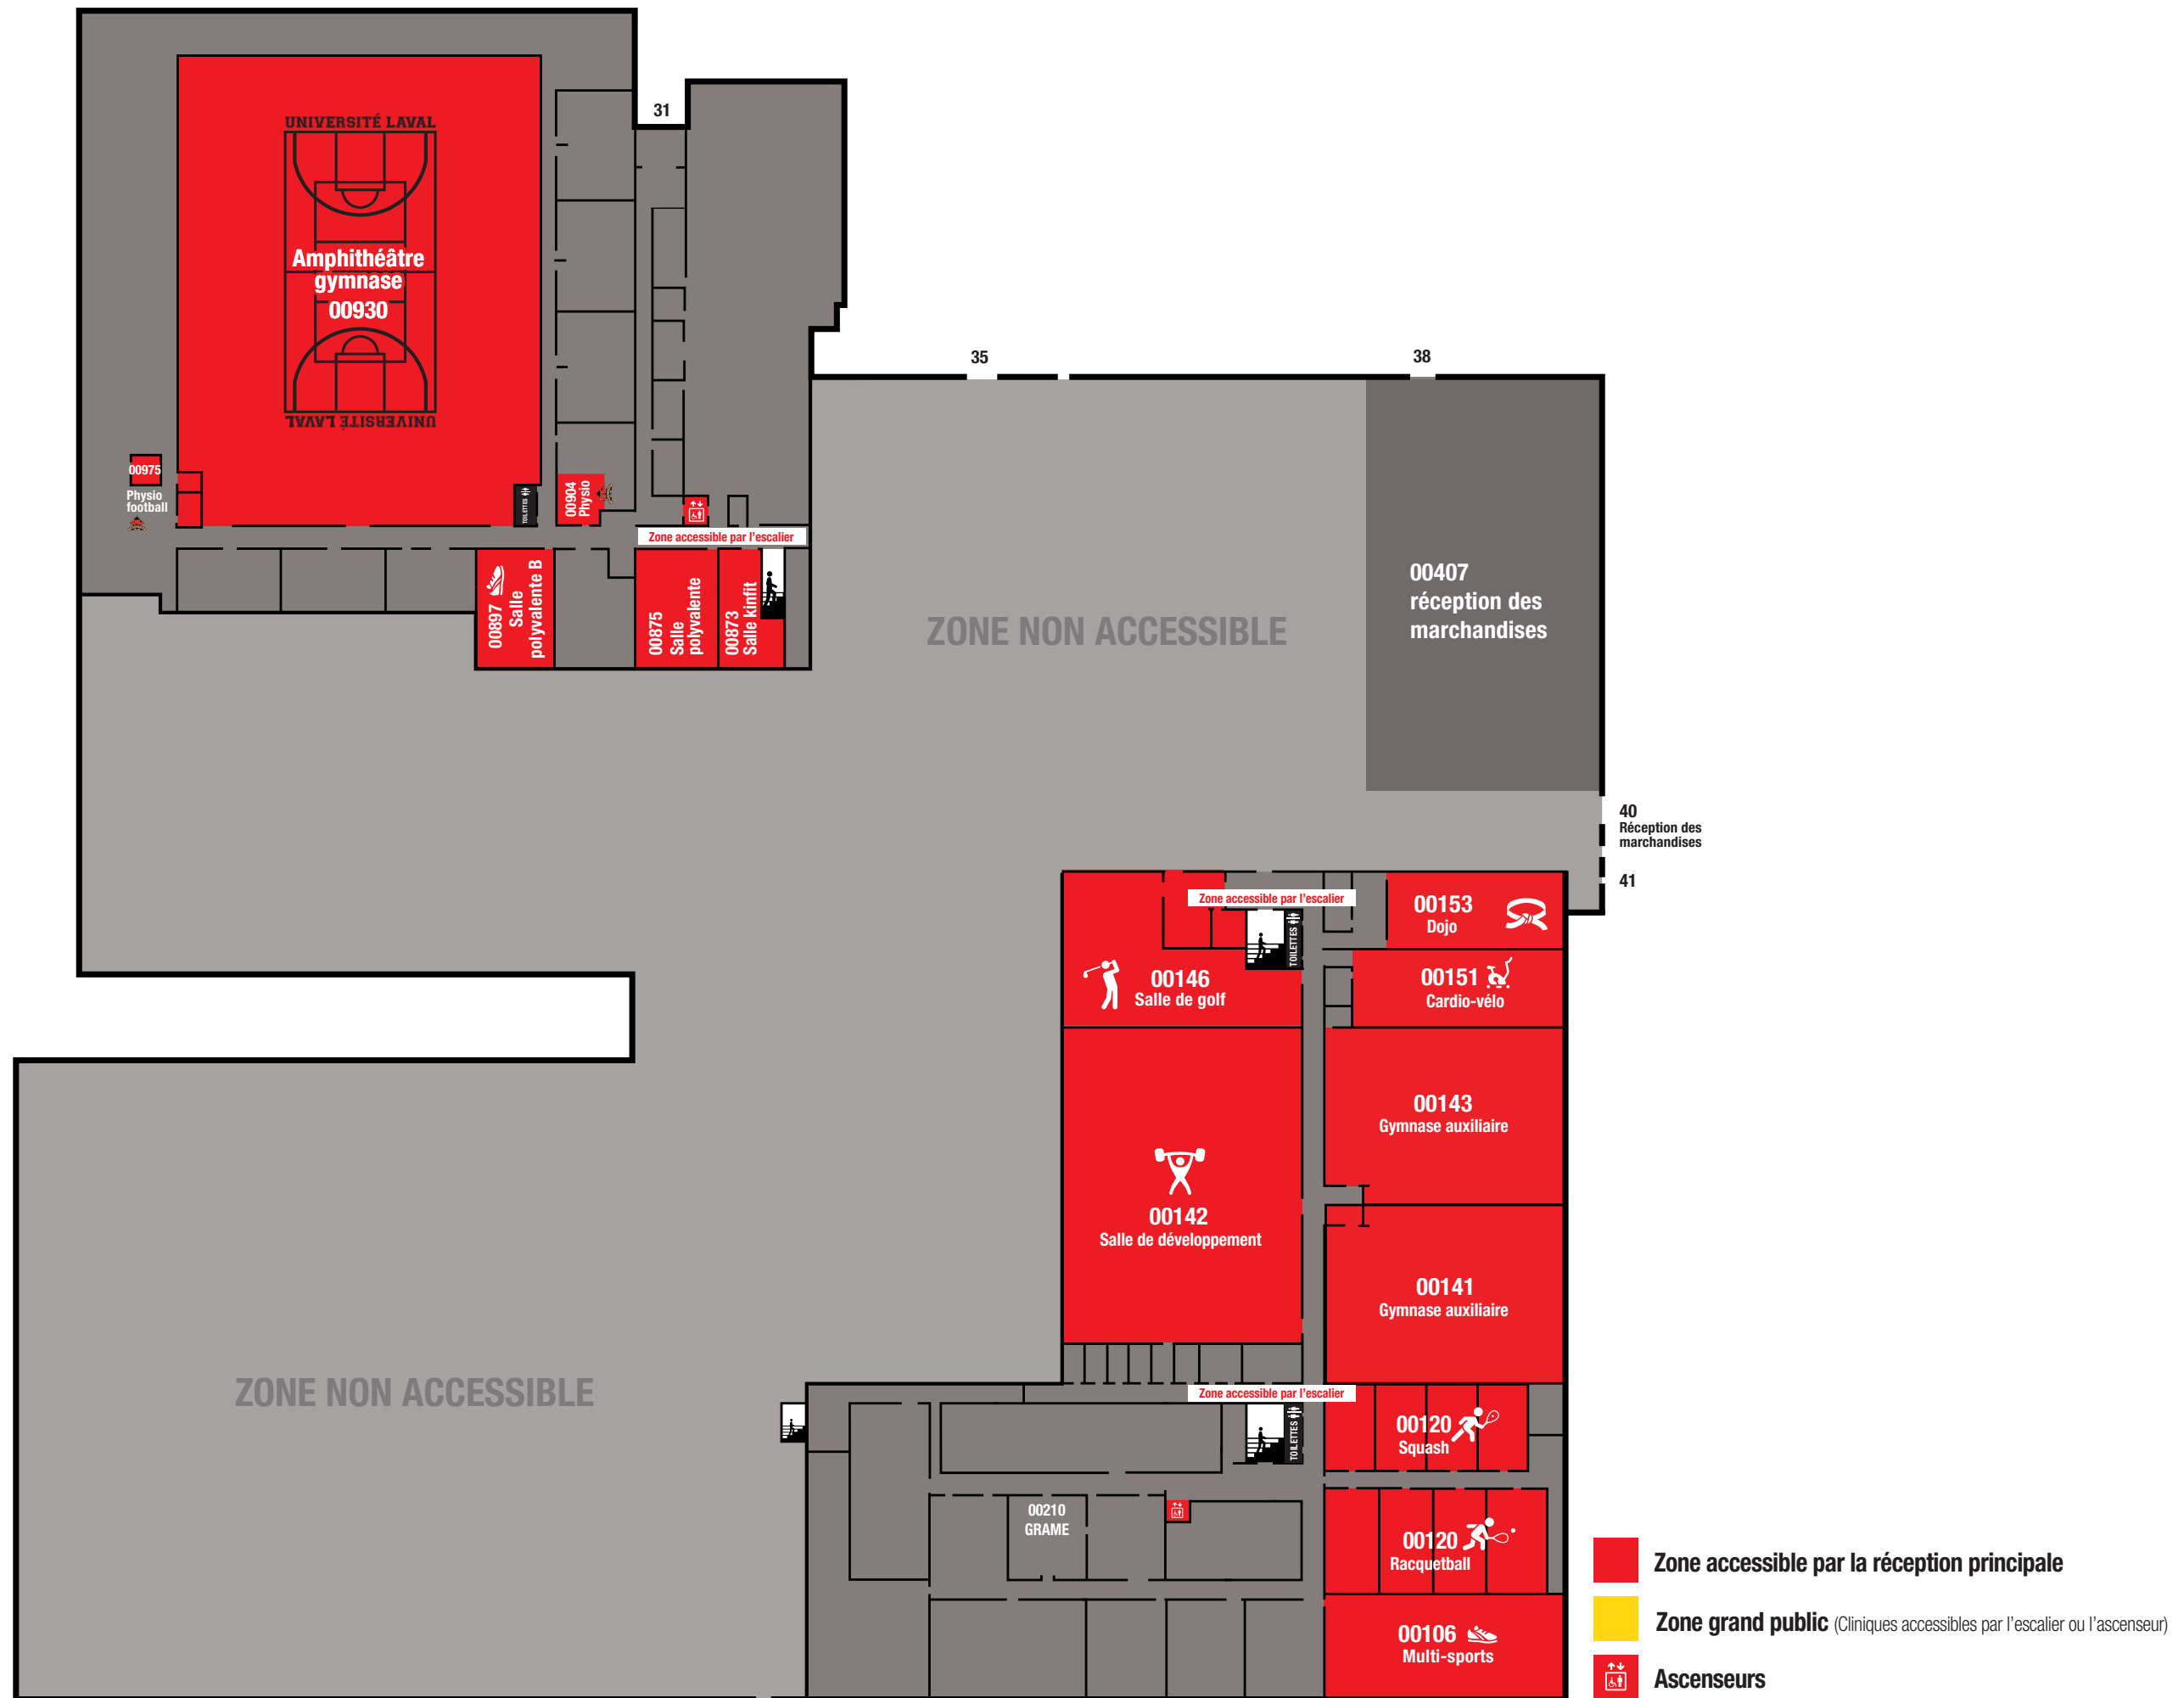 31
UNIVERSITÉ LAVAL
Amphithéâtre
gymnase
00930
UNIVERSITÉ LAVAL
35
38
00975
Physio
football
TOILETTES
00904
Physio
Zone accessible par l'escalier
00897
Salle
polyvalente B
00875
Salle
polyvalente
00873
Salle kinfit
ZONE NON ACCESSIBLE
00407
réception des
marchandises
40
Réception des
marchandises
41
Zone accessible par l'escalier
TOILETTES
00153
Dojo
00146
Salle de golf
00151
Cardio-vélo
00143
Gymnase auxiliaire
00142
Salle de développement
00141
Gymnase auxiliaire
ZONE NON ACCESSIBLE
Zone accessible par l'escalier
TOILETTES
00120
Squash
00210
GRAME
00120
Racquetball
00106
Multi-sports
Zone accessible par la réception principale
Zone grand public (Cliniques accessibles par l'escalier ou l'ascenseur)
Ascenseurs